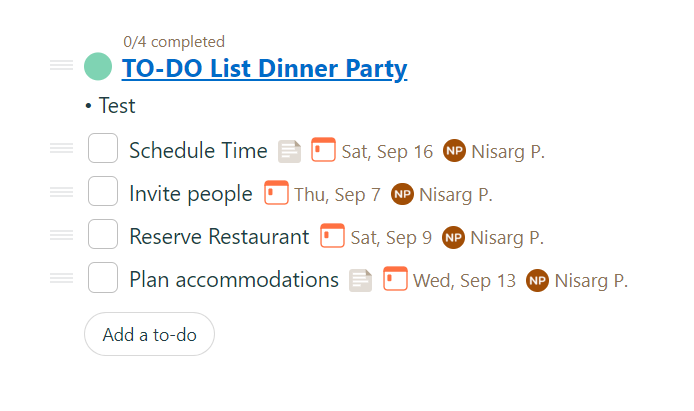 0/4 completed
TO-DO List Dinner Party
• Test
Schedule Time Sat, Sep 16 NP Nisarg P.
Invite people Thu, Sep 7 NP Nisarg P.
Reserve Restaurant Sat, Sep 9 NP Nisarg P.
Plan accommodations Wed, Sep 13 NP Nisarg P.
Add a to-do